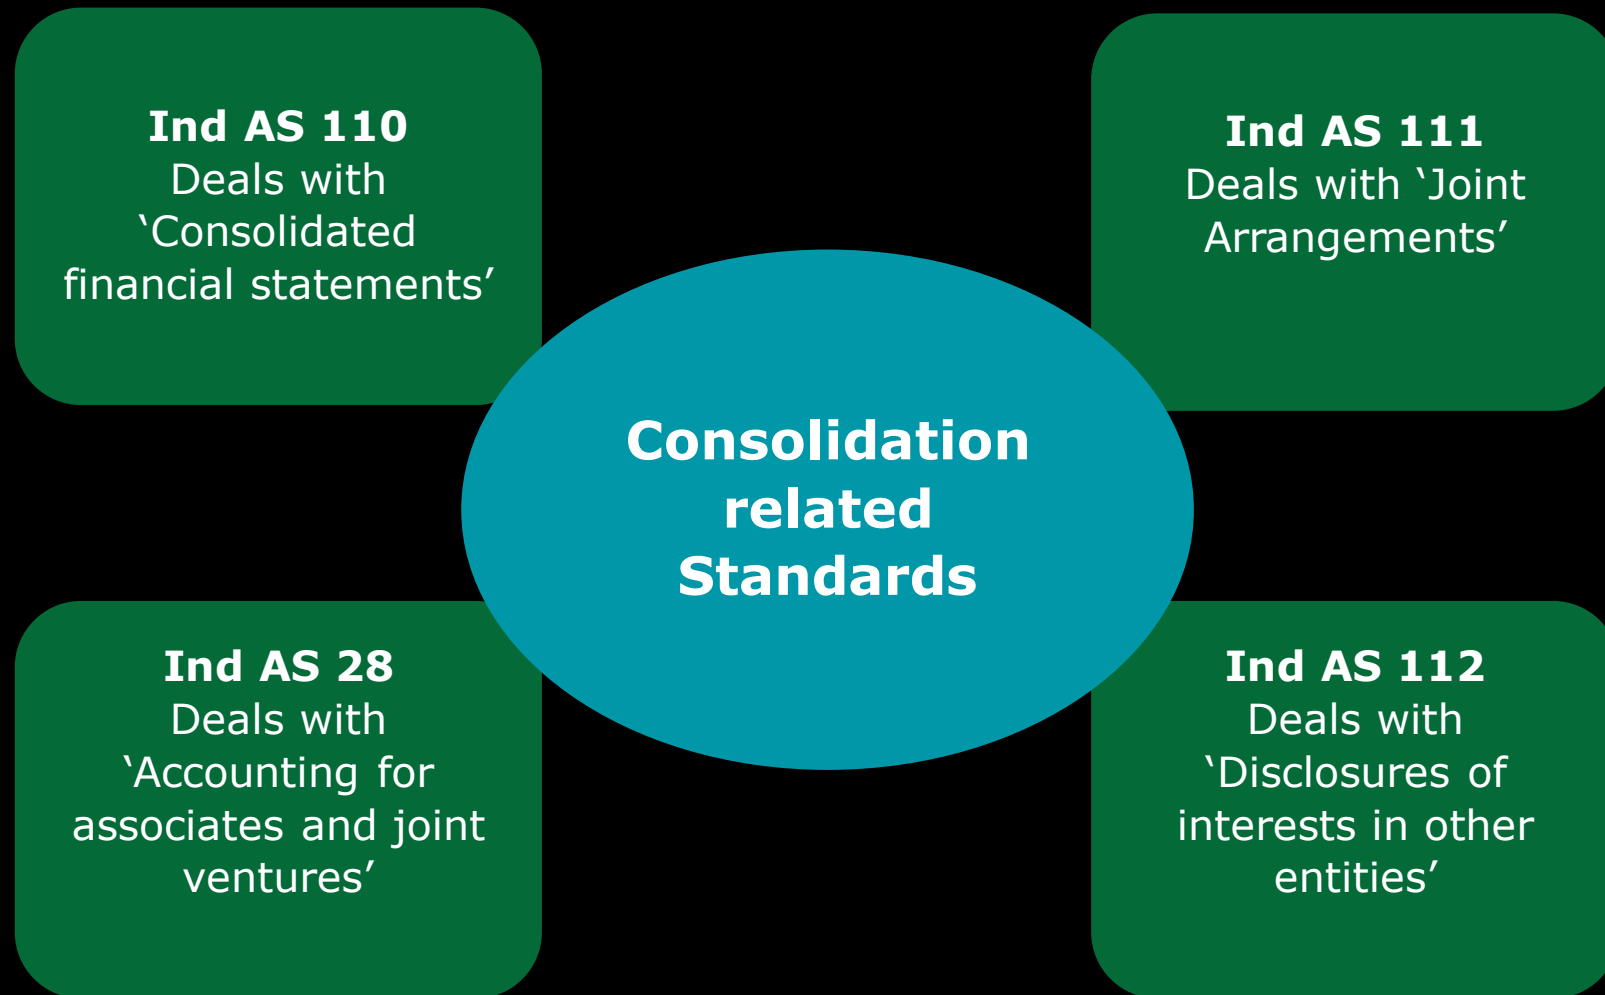 Ind AS 110
Deals with
‘Consolidated
financial statements’
Ind AS 111
Deals with ‘Joint
Arrangements’
Consolidation
related
Standards
Ind AS 28
Deals with
‘Accounting for
associates and joint
ventures’
Ind AS 112
Deals with
‘Disclosures of
interests in other
entities’